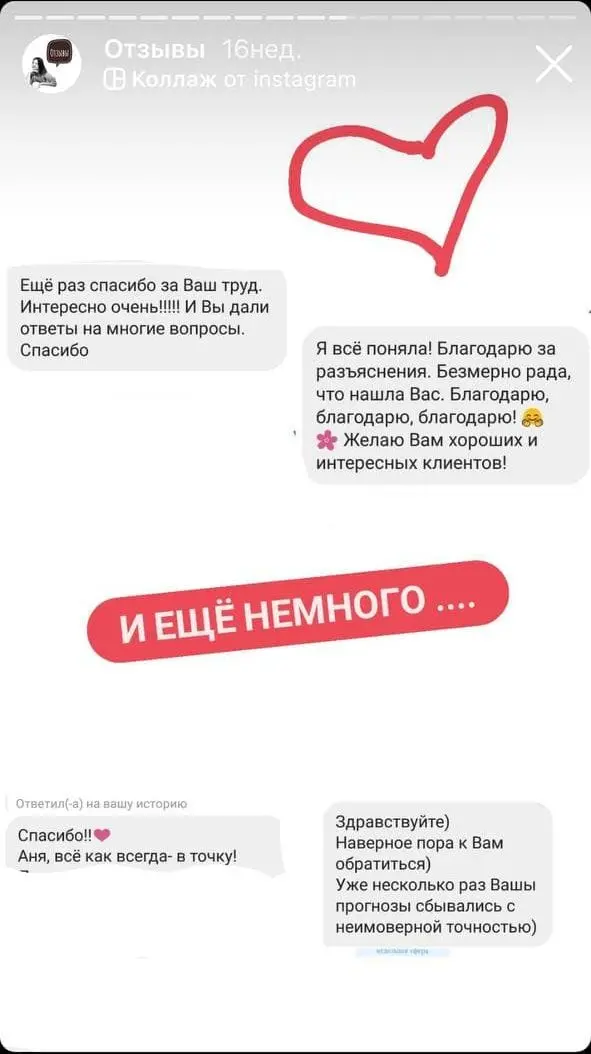 Отзывы 16нед.
Коллаж от instagram
отзывы
Ещё раз спасибо за Ваш труд.
Интересно очень!!!!! И Вы дали
ответы на многие вопросы.
Спасибо
Я всё поняла! Благодарю за
разъяснения. Безмерно рада,
что нашла Вас. Благодарю,
благодарю, благодарю! 🤗
🌸 Желаю Вам хороших и
интересных клиентов!
И ЕЩЁ НЕМНОГО ....
Ответил(-а) на вашу историю
Спасибо!!❤
Аня, всё как всегда- в точку!
Здравствуйте)
Наверное пора к Вам
обратиться)
Уже несколько раз Вашы
прогнозы сбывались с
неимоверной точностью)